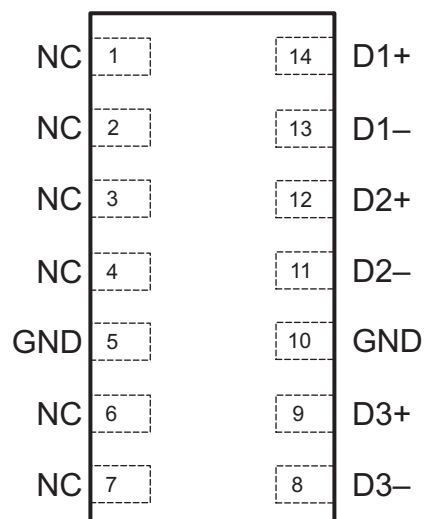 NC 1 14 D1+
NC 2 13 D1–
NC 3 12 D2+
NC 4 11 D2–
GND 5 10 GND
NC 6 9 D3+
NC 7 8 D3–